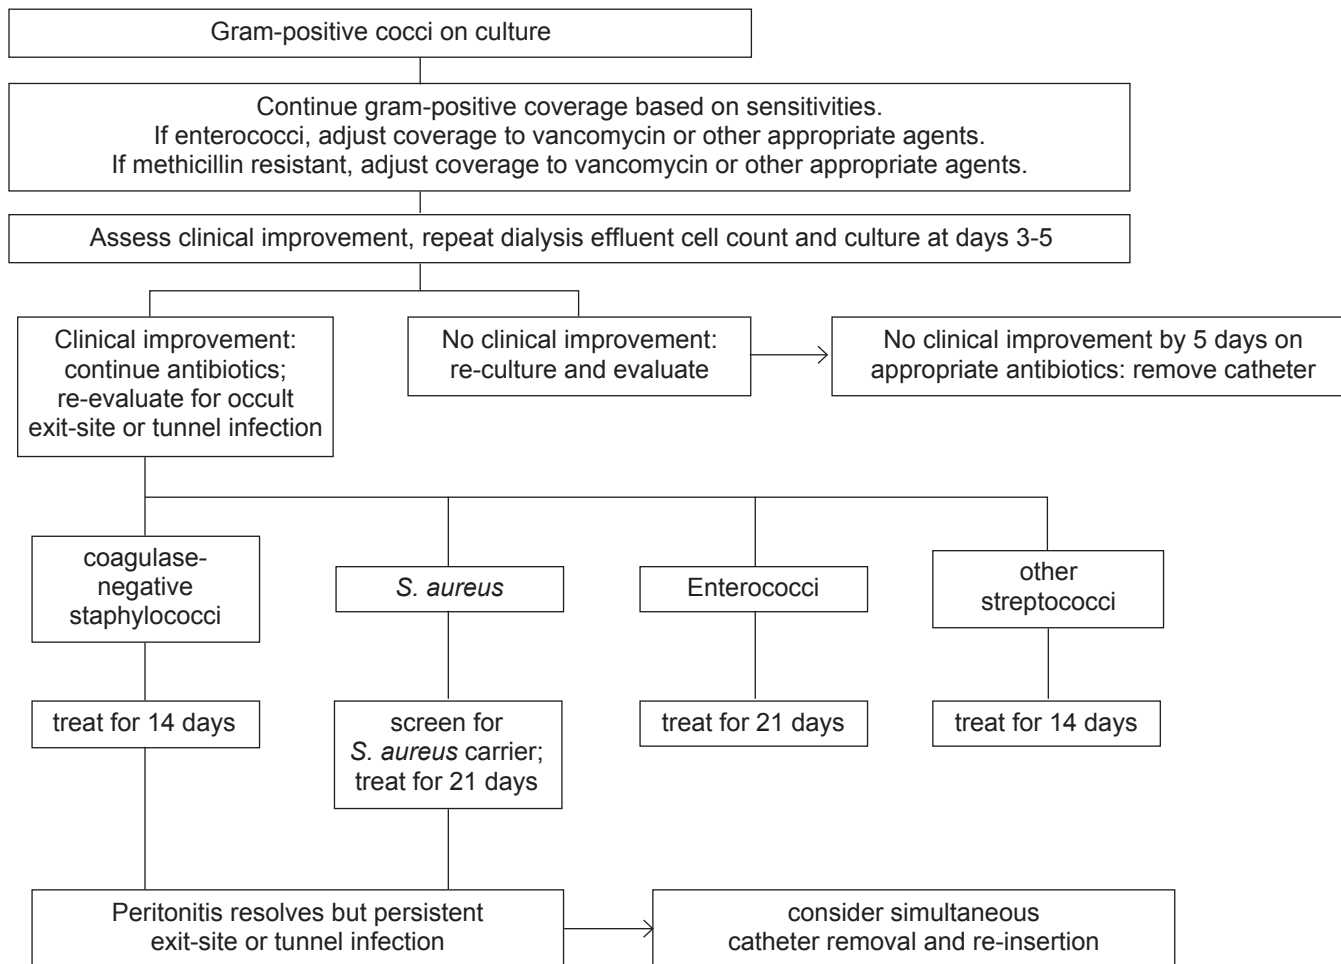 Gram-positive cocci on culture
Continue gram-positive coverage based on sensitivities.
If enterococci, adjust coverage to vancomycin or other appropriate agents.
If methicillin resistant, adjust coverage to vancomycin or other appropriate agents.
Assess clinical improvement, repeat dialysis effluent cell count and culture at days 3-5
Clinical improvement:
continue antibiotics;
re-evaluate for occult
exit-site or tunnel infection
No clinical improvement:
re-culture and evaluate
No clinical improvement by 5 days on
appropriate antibiotics: remove catheter
coagulase-
negative
staphylococci
S. aureus
Enterococci
other
streptococci
treat for 14 days
screen for
S. aureus carrier;
treat for 21 days
treat for 21 days
treat for 14 days
Peritonitis resolves but persistent
exit-site or tunnel infection
consider simultaneous
catheter removal and re-insertion